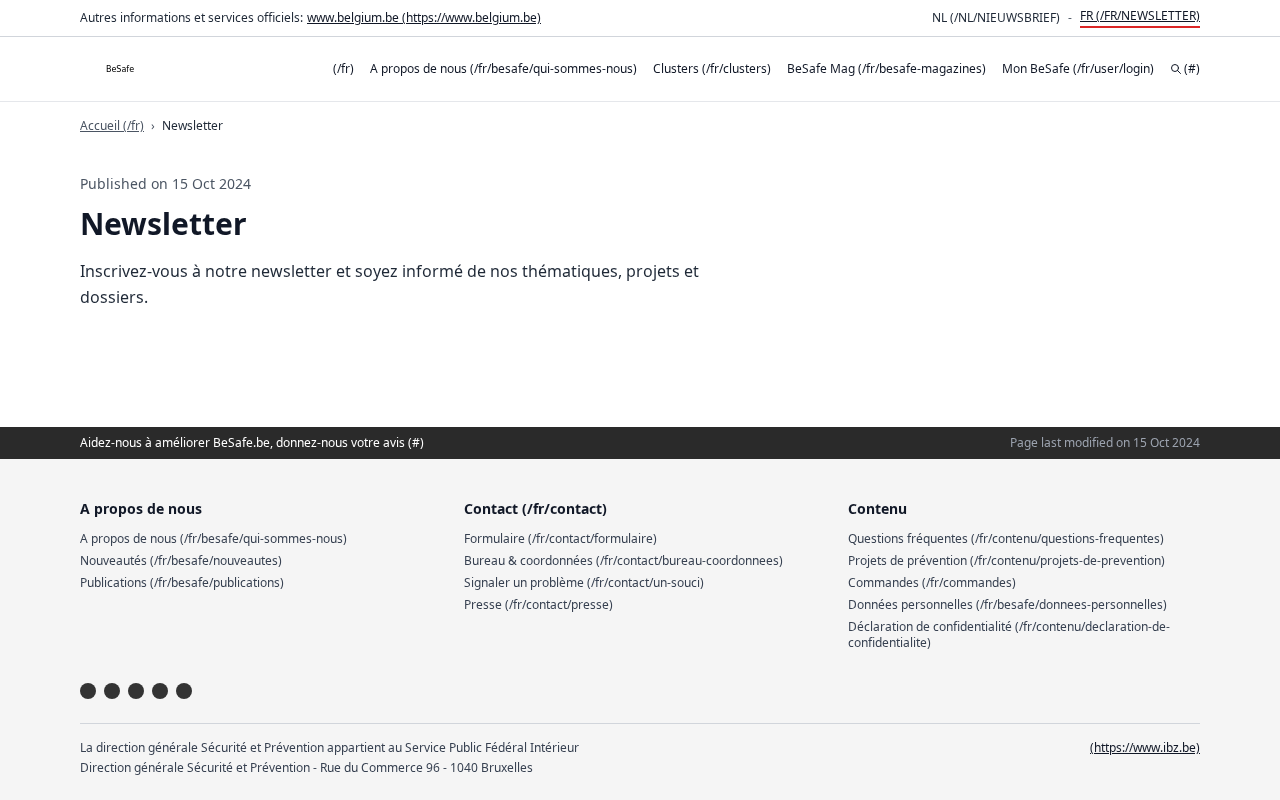 Autres informations et services officiels: www.belgium.be (https://www.belgium.be)
NL (/NL/NIEUWSBRIEF) - FR (/FR/NEWSLETTER)
BeSafe
(/fr) A propos de nous (/fr/besafe/qui-sommes-nous) Clusters (/fr/clusters) BeSafe Mag (/fr/besafe-magazines) Mon BeSafe (/fr/user/login) (#)
Accueil (/fr) › Newsletter
Published on 15 Oct 2024
Newsletter
Inscrivez-vous à notre newsletter et soyez informé de nos thématiques, projets et
dossiers.
Aidez-nous à améliorer BeSafe.be, donnez-nous votre avis (#)
Page last modified on 15 Oct 2024
A propos de nous
A propos de nous (/fr/besafe/qui-sommes-nous)
Nouveautés (/fr/besafe/nouveautes)
Publications (/fr/besafe/publications)
Contact (/fr/contact)
Formulaire (/fr/contact/formulaire)
Bureau & coordonnées (/fr/contact/bureau-coordonnees)
Signaler un problème (/fr/contact/un-souci)
Presse (/fr/contact/presse)
Contenu
Questions fréquentes (/fr/contenu/questions-frequentes)
Projets de prévention (/fr/contenu/projets-de-prevention)
Commandes (/fr/commandes)
Données personnelles (/fr/besafe/donnees-personnelles)
Déclaration de confidentialité (/fr/contenu/declaration-de-
confidentialite)
La direction générale Sécurité et Prévention appartient au Service Public Fédéral Intérieur
Direction générale Sécurité et Prévention - Rue du Commerce 96 - 1040 Bruxelles
(https://www.ibz.be)